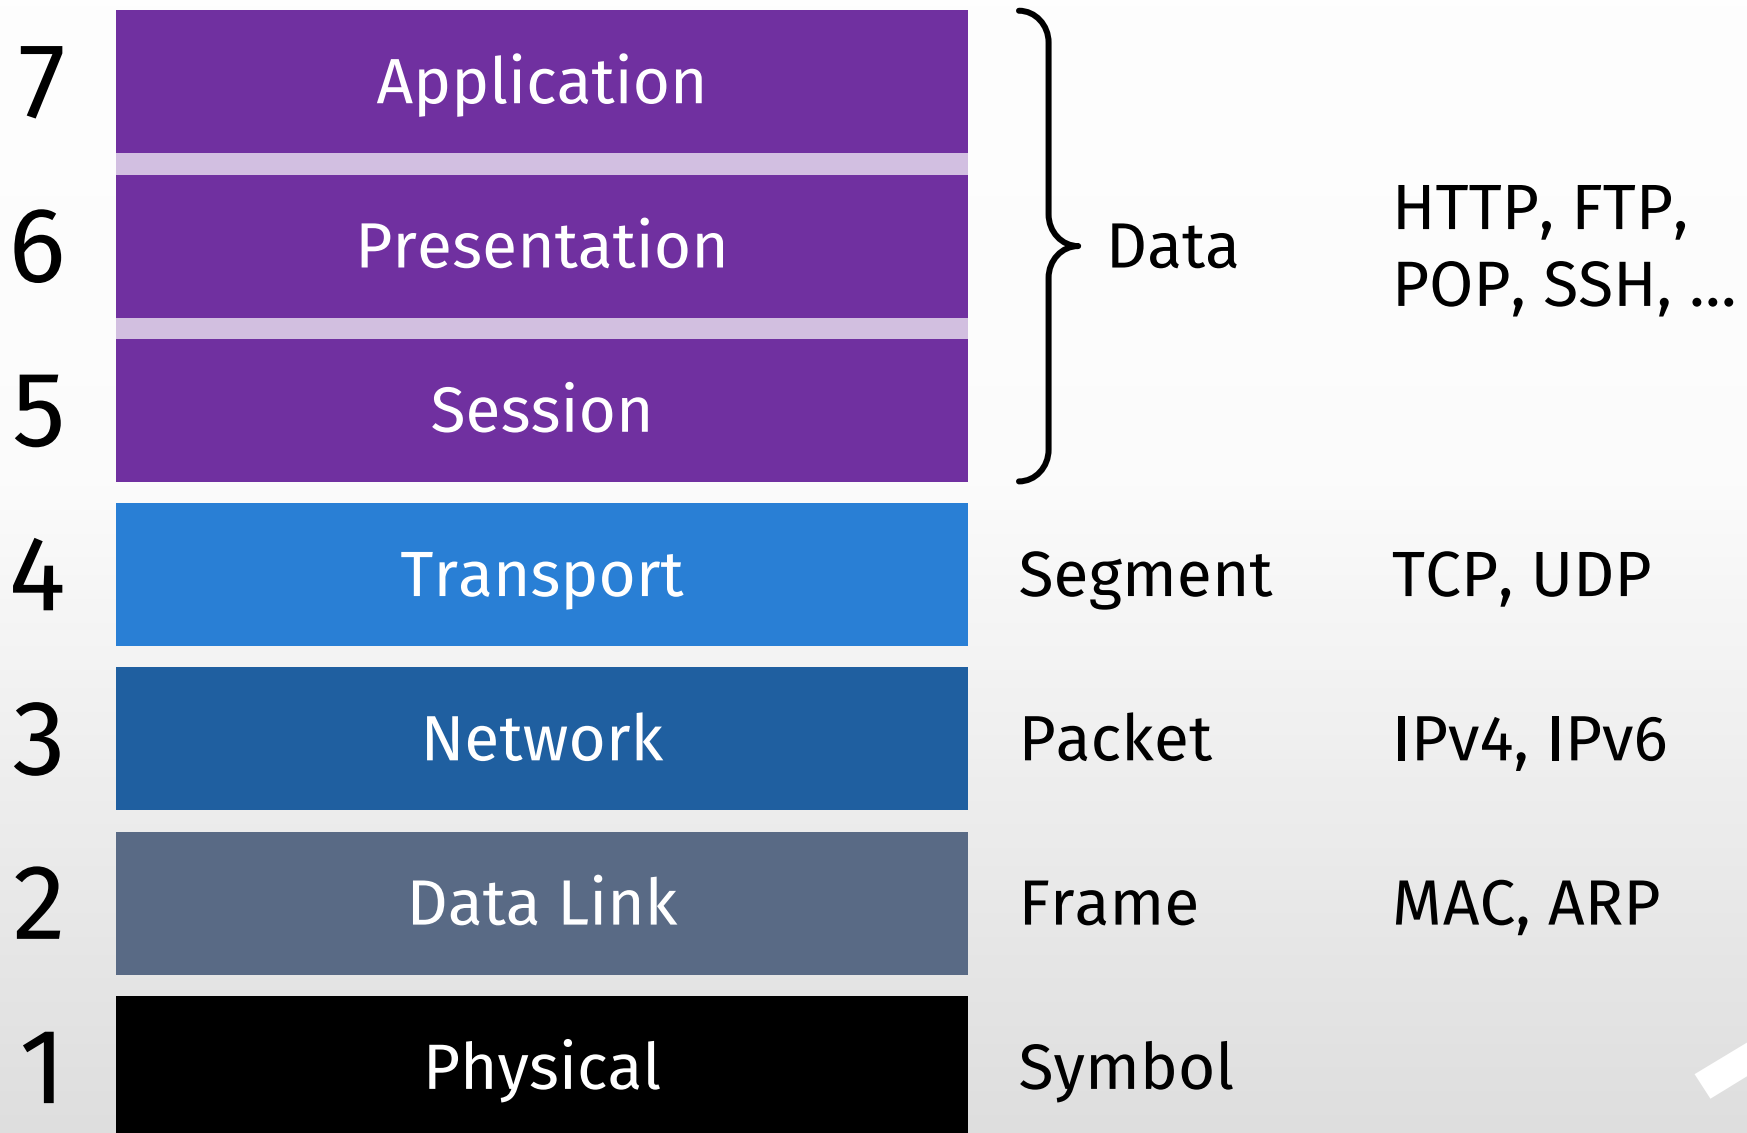 7 Application
6 Presentation Data HTTP, FTP,
POP, SSH, ...
5 Session
4 Transport Segment TCP, UDP
3 Network Packet IPv4, IPv6
2 Data Link Frame MAC, ARP
1 Physical Symbol